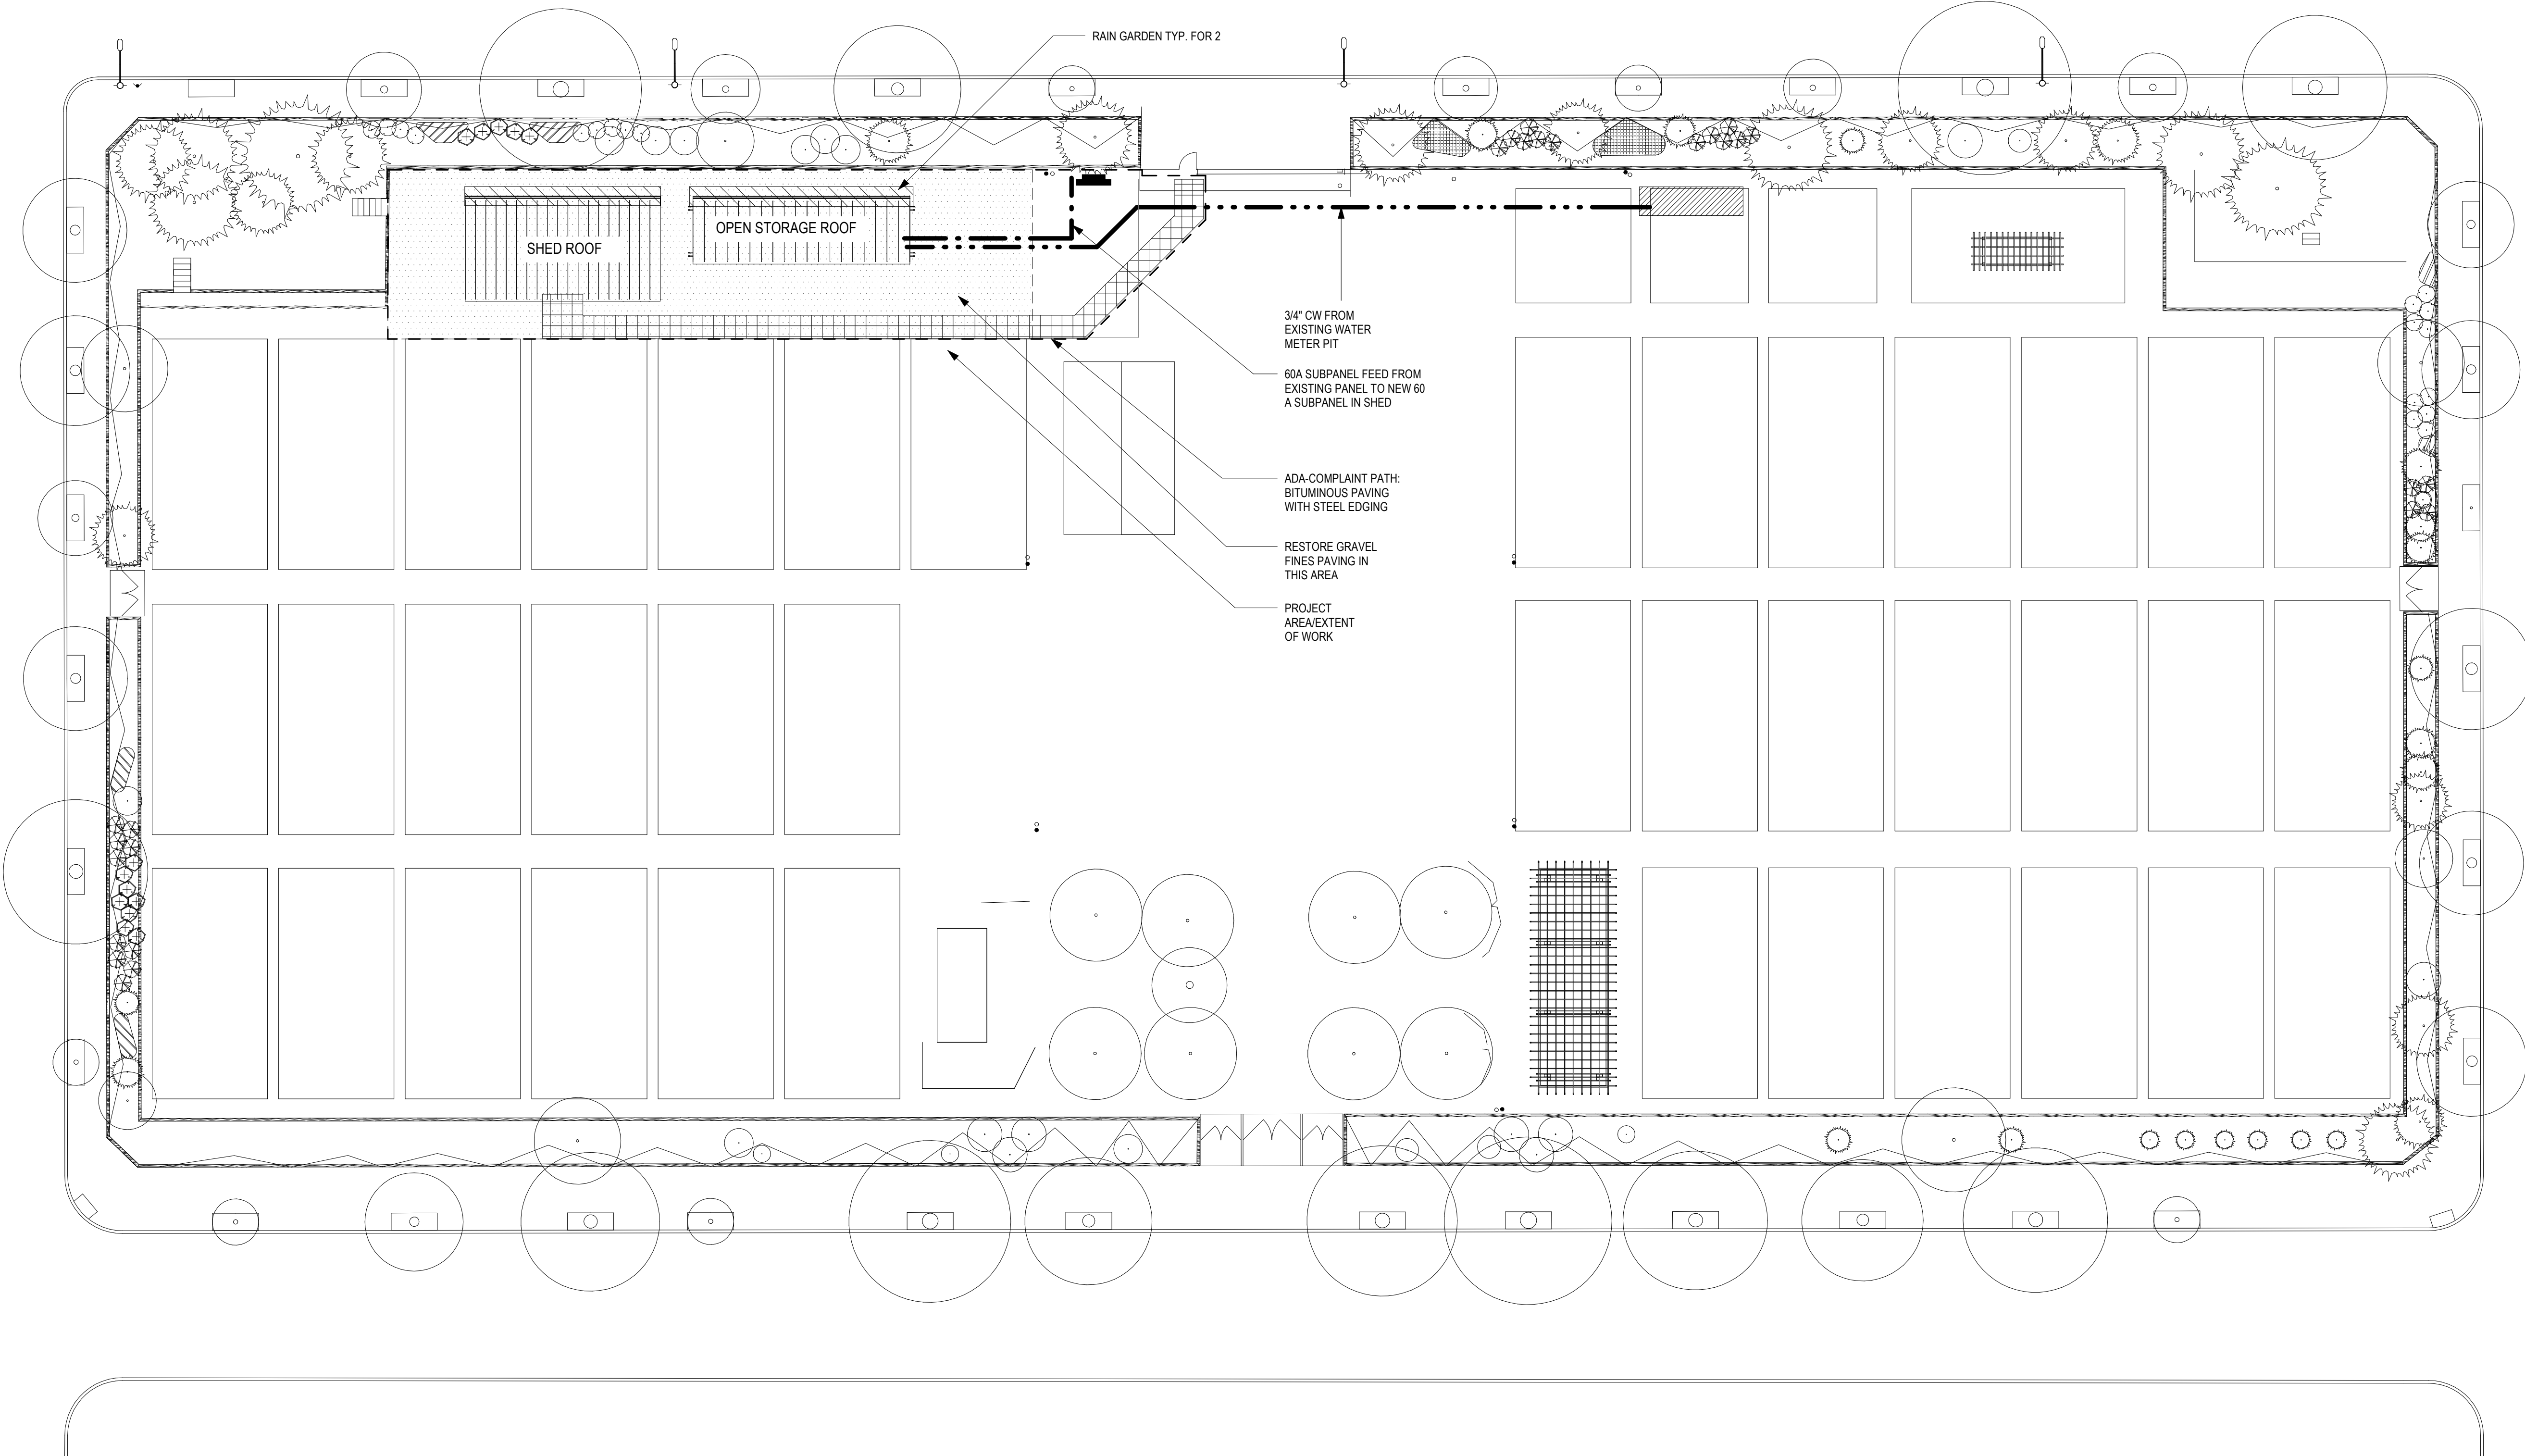 RAIN GARDEN TYP. FOR 2
OPEN STORAGE ROOF
SHED ROOF
3/4" CW FROM
EXISTING WATER
METER PIT
60A SUBPANEL FEED FROM
EXISTING PANEL TO NEW 60
A SUBPANEL IN SHED
ADA-COMPLAINT PATH:
BITUMINOUS PAVING
WITH STEEL EDGING
RESTORE GRAVEL
FINES PAVING IN
THIS AREA
PROJECT
AREA/EXTENT
OF WORK